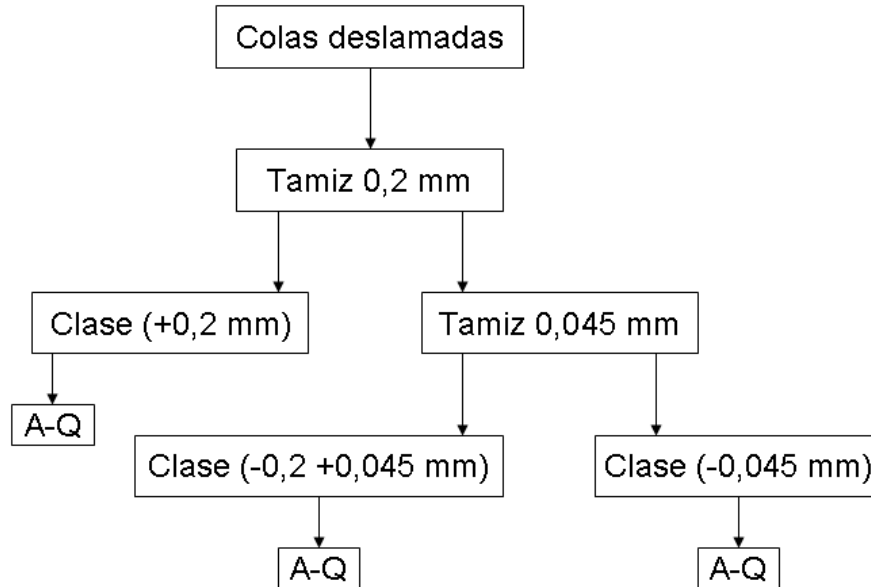 Colas deslamadas
Tamiz 0,2 mm
Clase (+0,2 mm)
Tamiz 0,045 mm
A-Q
Clase (-0,2 +0,045 mm)
Clase (-0,045 mm)
A-Q
A-Q